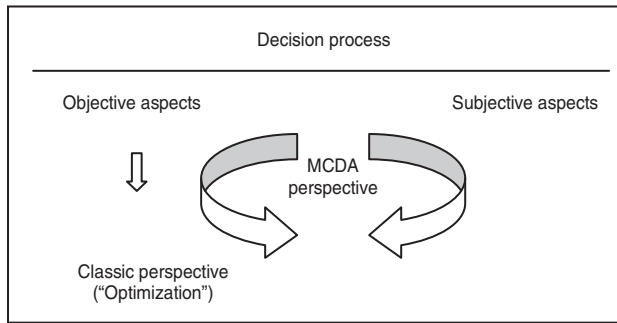 Decision process
Objective aspects
Subjective aspects
MCDA
perspective
Classic perspective
(“Optimization”)